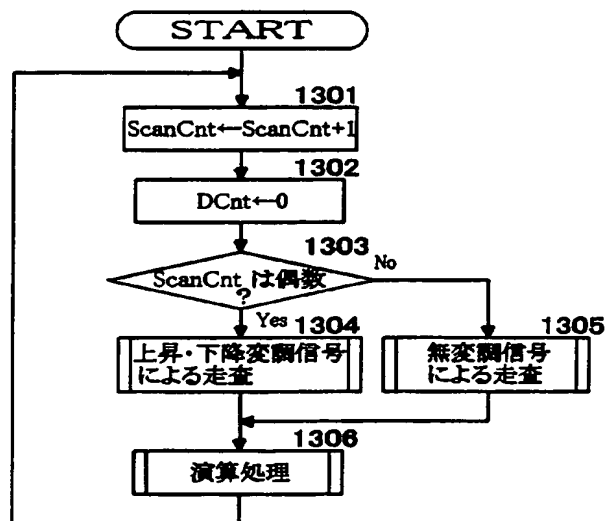 START
1301
ScanCnt←ScanCnt+1
1302
DCnt←0
1303
ScanCnt は偶数
?
No
Yes
1304
上昇・下降変調信号
による走査
1305
無変調信号
による走査
1306
演算処理